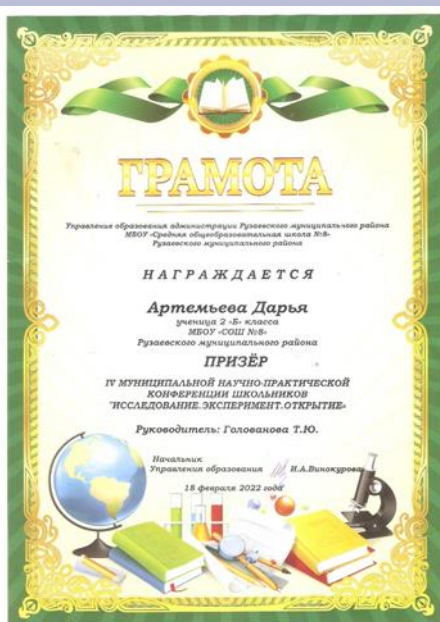 ГРАМОТА
Управление образования администрации Рузаевского муниципального района
МБОУ «Средняя общеобразовательная школа №8»
Рузаевского муниципального района
НАГРАЖДАЕТСЯ
Артемьева Дарья
ученица 2 «Б» класса
МБОУ «СОШ №8»
Рузаевского муниципального района
ПРИЗЁР
IV МУНИЦИПАЛЬНОЙ НАУЧНО-ПРАКТИЧЕСКОЙ
КОНФЕРЕНЦИИ ШКОЛЬНИКОВ
"ИССЛЕДОВАНИЕ.ЭКСПЕРИМЕНТ.ОТКРЫТИЕ»
Руководитель: Голованова Т.Ю.
Начальник
Управления образования И.А.Винокурова
18 февраля 2022 года